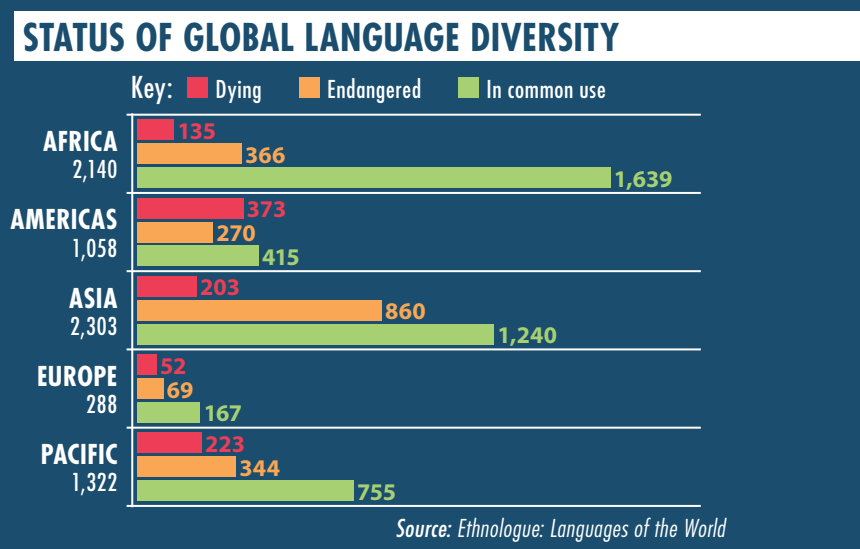 STATUS OF GLOBAL LANGUAGE DIVERSITY
Key: Dying Endangered In common use
AFRICA
2,140
135
366
1,639
AMERICAS
1,058
373
270
415
ASIA
2,303
203
860
1,240
EUROPE
288
52
69
167
PACIFIC
1,322
223
344
755
Source: Ethnologue: Languages of the World